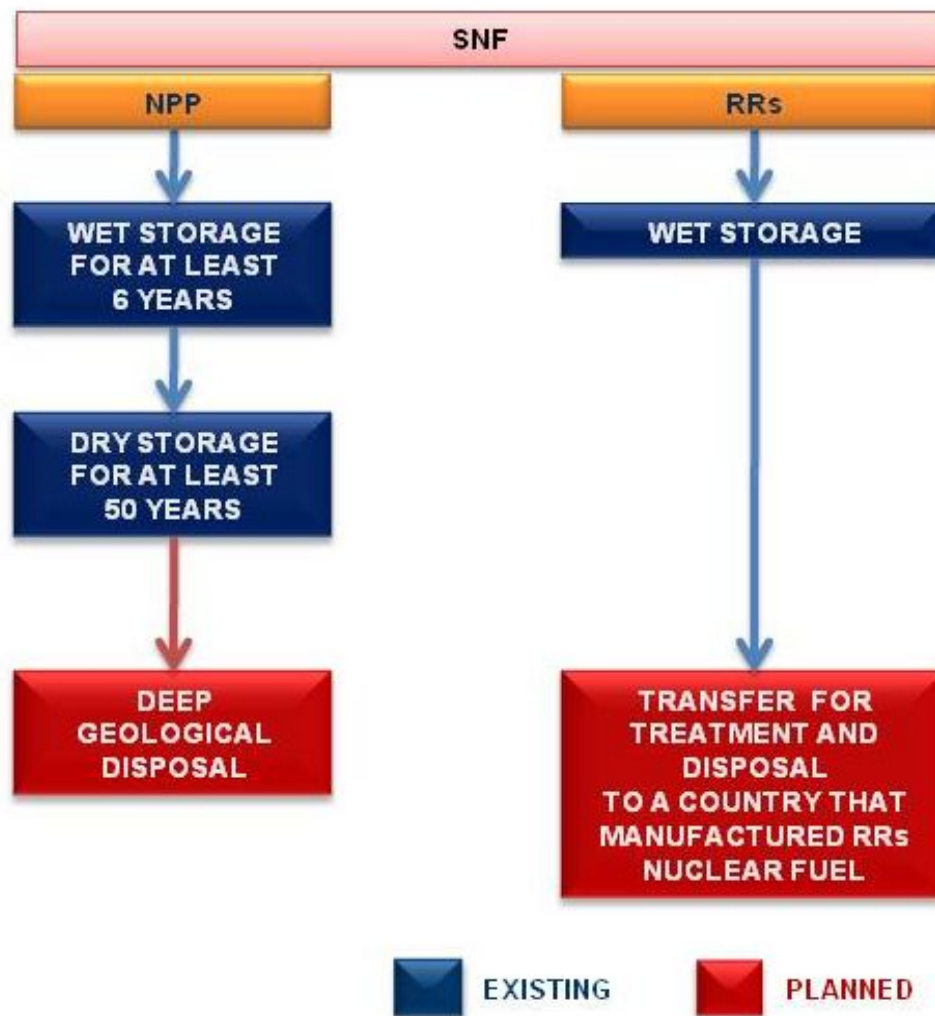 SNF
NPP
RRs
WET STORAGE
FOR AT LEAST
6 YEARS
WET STORAGE
DRY STORAGE
FOR AT LEAST
50 YEARS
DEEP
GEOLOGICAL
DISPOSAL
TRANSFER FOR
TREATMENT AND
DISPOSAL
TO A COUNTRY THAT
MANUFACTURED RRs
NUCLEAR FUEL
EXISTING
PLANNED